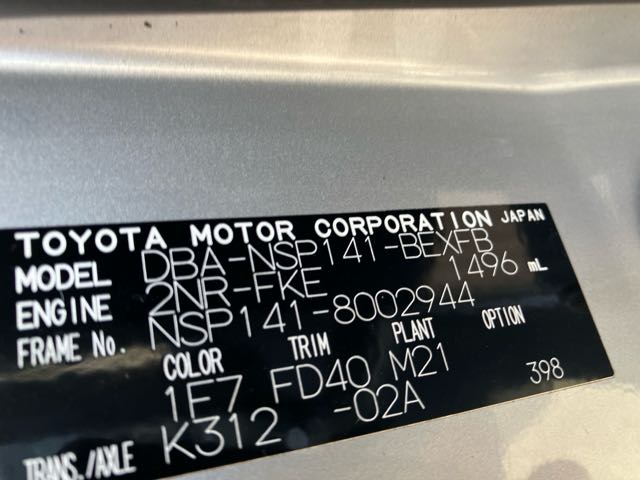 TOYOTA MOTOR CORPORATION JAPAN
MODEL DBA-NSP141-BEXFB
ENGINE 2NR-FKE 1496 mL
FRAME No. NSP141-8002944
COLOR TRIM PLANT OPTION
1E7 FD40 M21
TRANS./AXLE K312 -02A 398